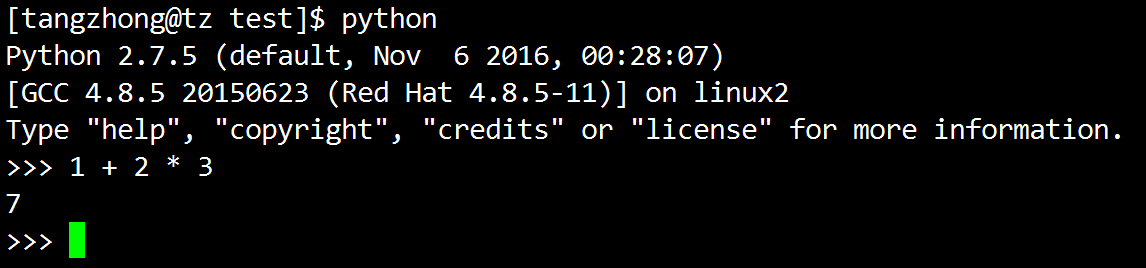 [tangzhong@tz test]$ python
Python 2.7.5 (default, Nov  6 2016, 00:28:07)
[GCC 4.8.5 20150623 (Red Hat 4.8.5-11)] on linux2
Type "help", "copyright", "credits" or "license" for more information.
>>> 1 + 2 * 3
7
>>>